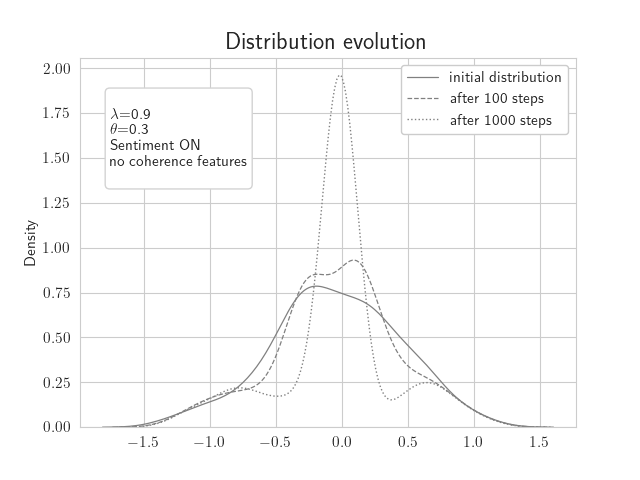 Distribution evolution
2.00
1.75
1.50
1.25
1.00
0.75
0.50
0.25
0.00
Density
λ=0.9
θ=0.3
Sentiment ON
no coherence features
initial distribution
after 100 steps
after 1000 steps
−1.5 −1.0 −0.5 0.0 0.5 1.0 1.5